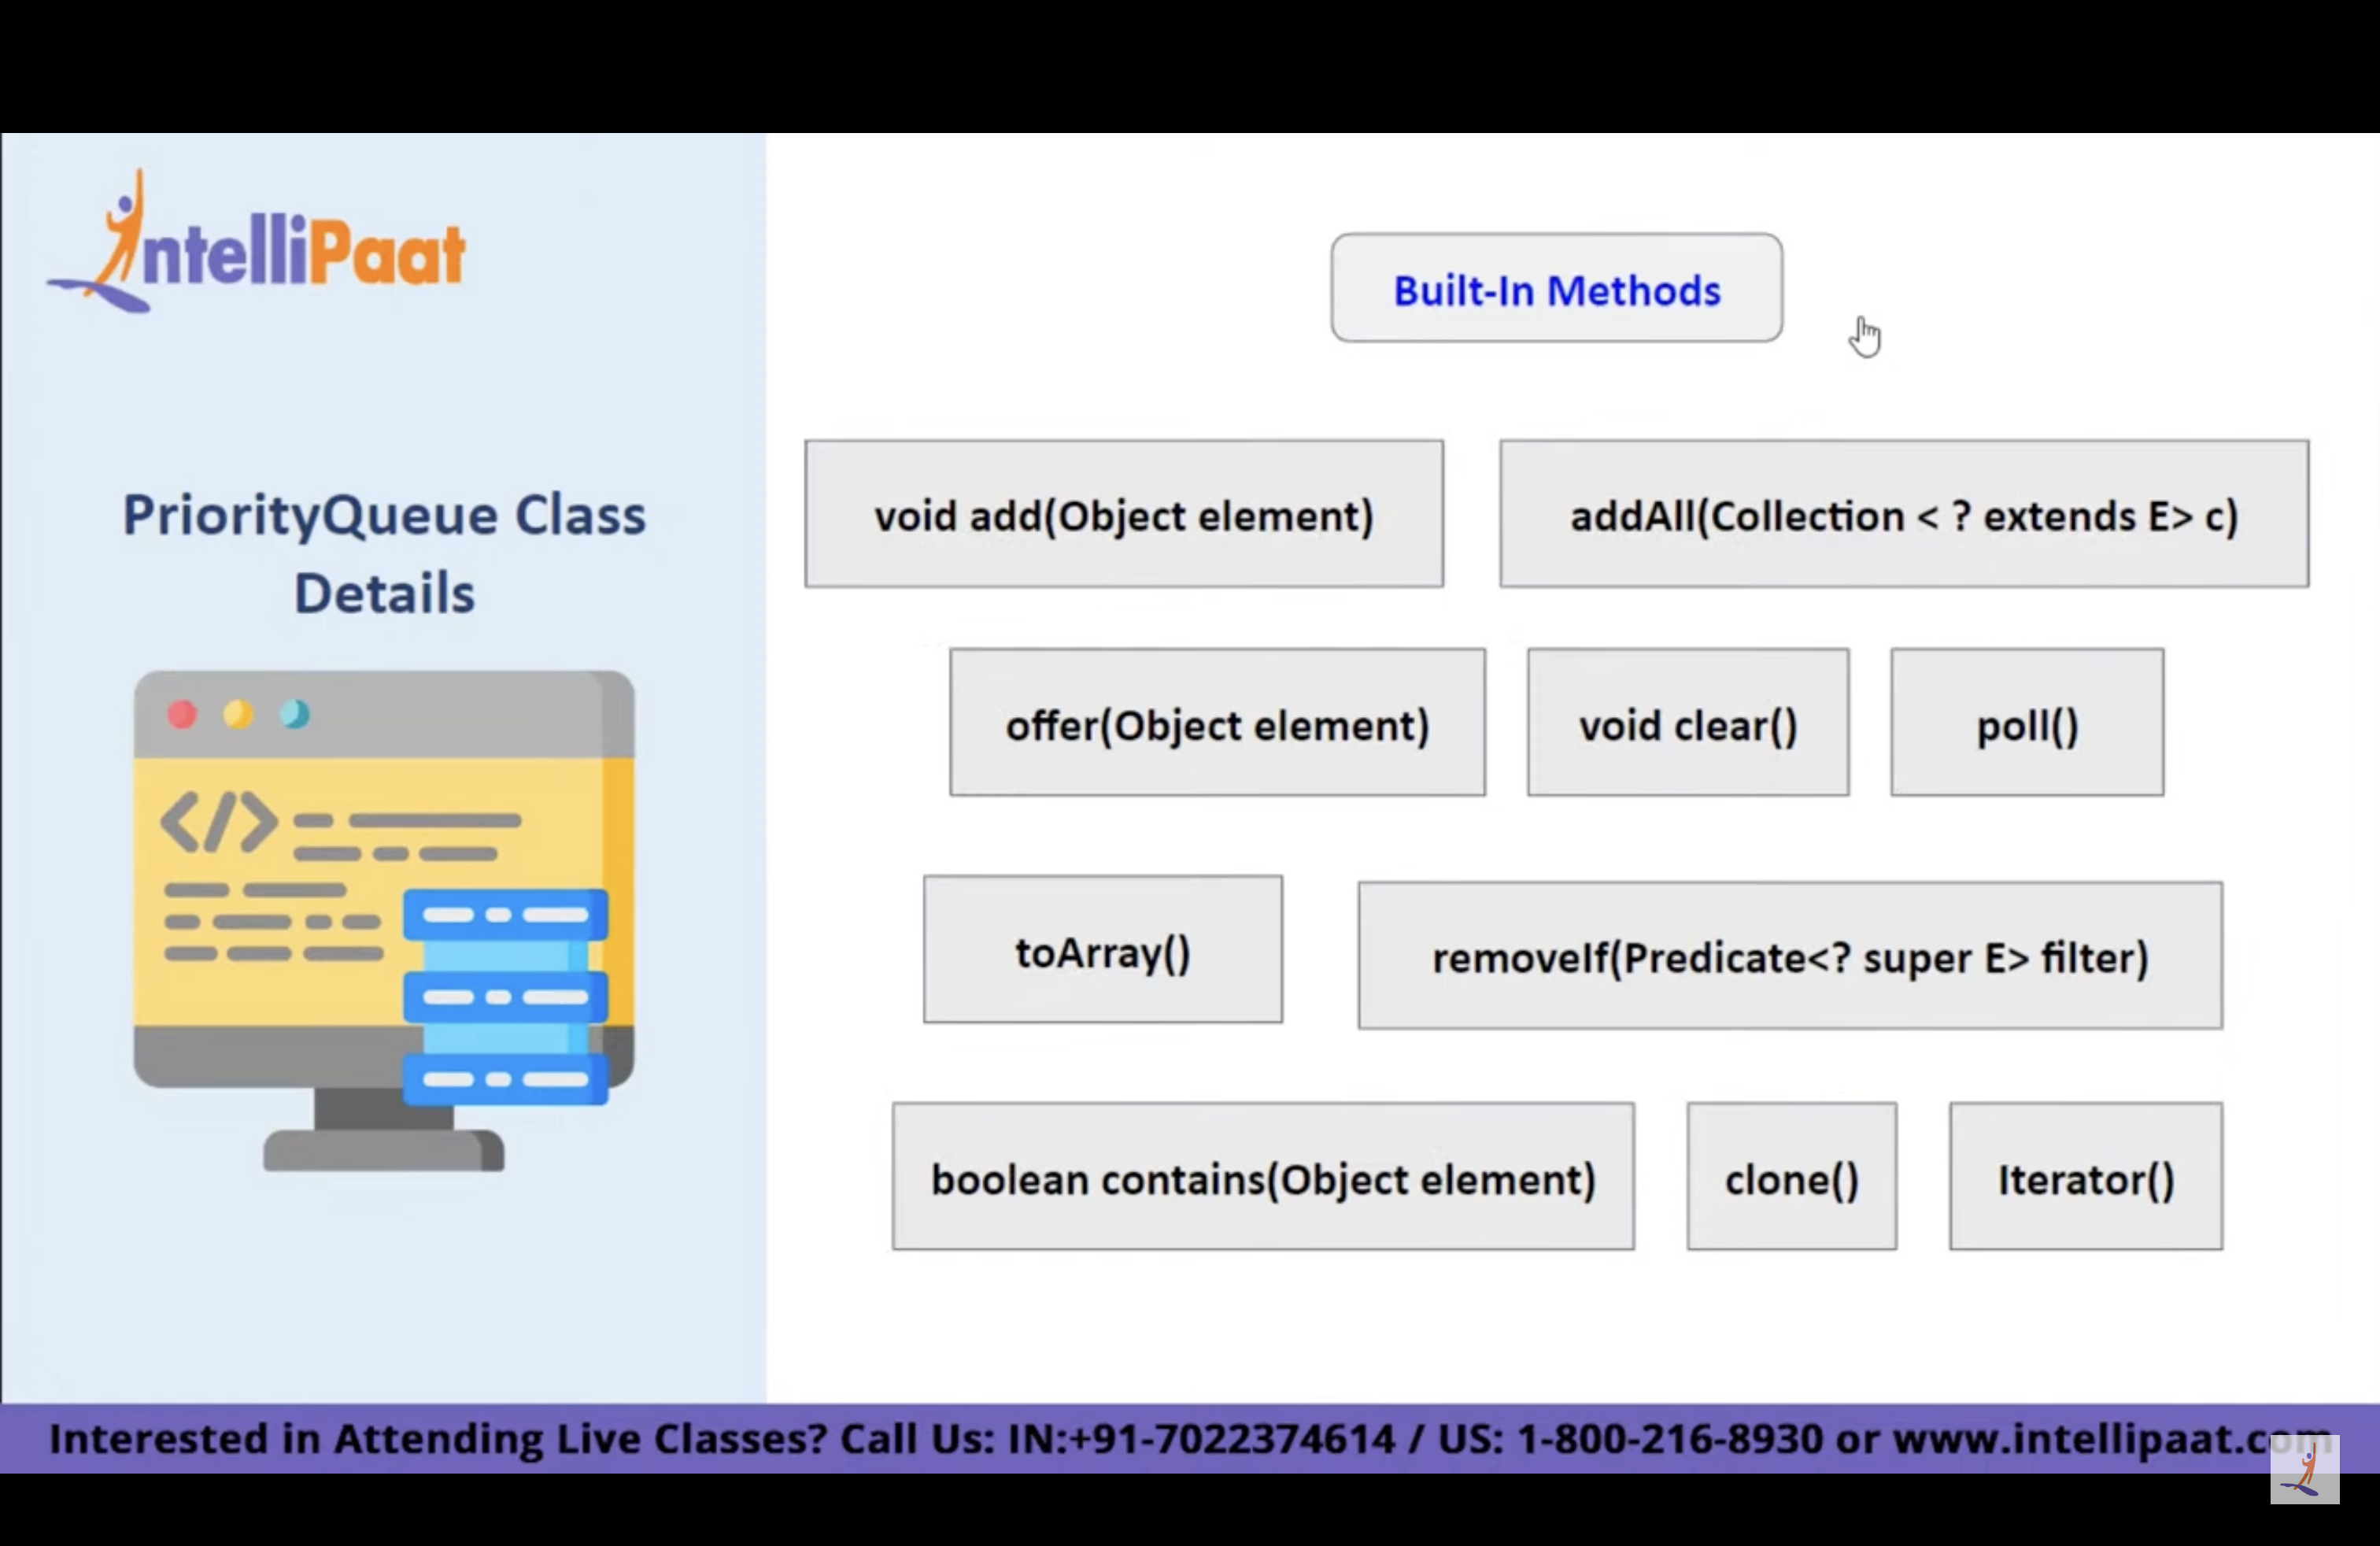 ntelliPaat
PriorityQueue Class
Details
Built-In Methods
void add(Object element)
addAll(Collection < ? extends E> c)
offer(Object element)
void clear()
poll()
toArray()
removeIf(Predicate<? super E> filter)
boolean contains(Object element)
clone()
Iterator()
Interested in Attending Live Classes? Call Us: IN:+91-7022374614 / US: 1-800-216-8930 or www.intellipaat.com